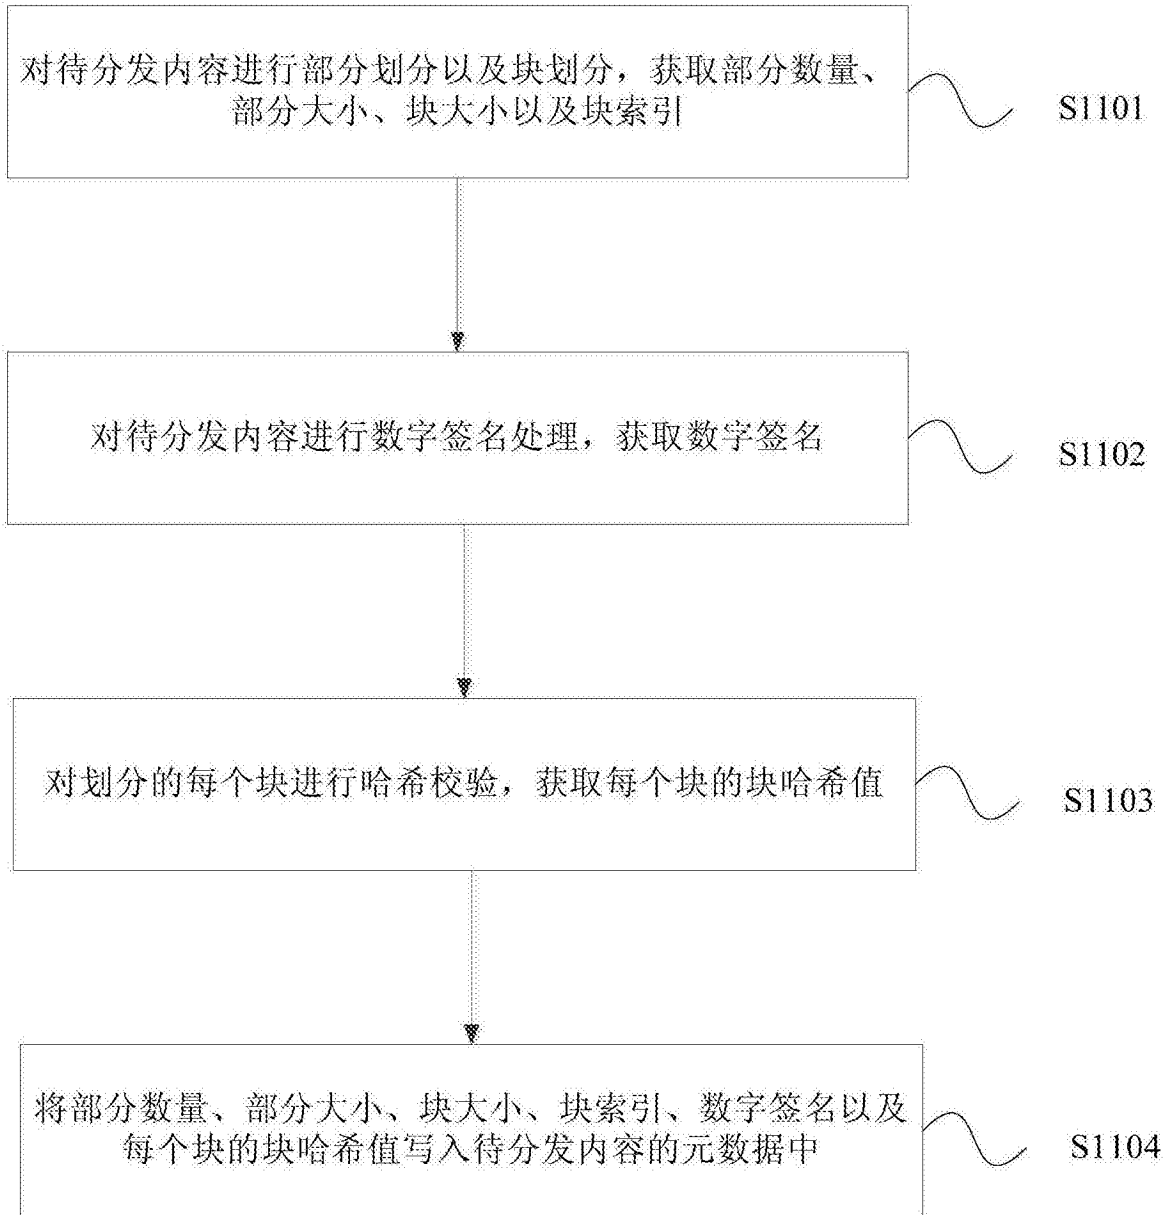 对待分发内容进行部分划分以及块划分，获取部分数量、
部分大小、块大小以及块索引
S1101
对待分发内容进行数字签名处理，获取数字签名
S1102
对划分的每个块进行哈希校验，获取每个块的块哈希值
S1103
将部分数量、部分大小、块大小、块索引、数字签名以及
每个块的块哈希值写入待分发内容的元数据中
S1104